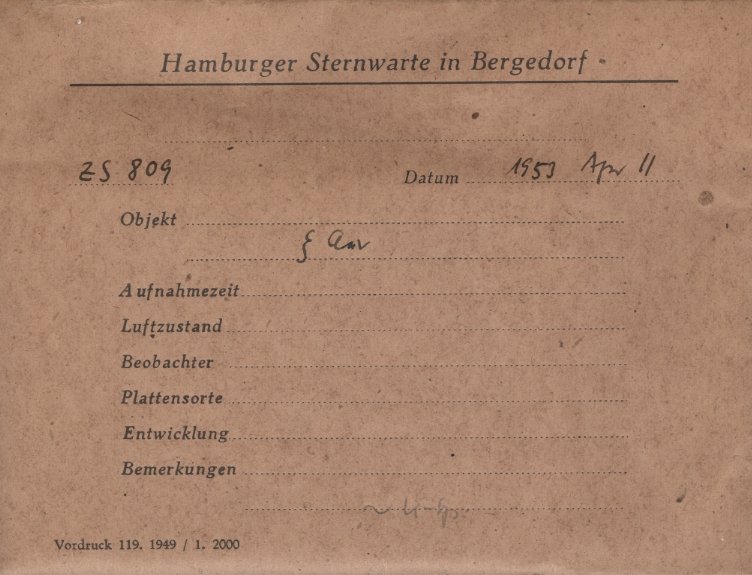 Hamburger Sternwarte in Bergedorf
ZS 809 Datum 1953 Apr 11
Objekt
ξ Aur
Aufnahmezeit
Luftzustand
Beobachter
Plattensorte
Entwicklung
Bemerkungen
Vordruck 119. 1949 / 1. 2000